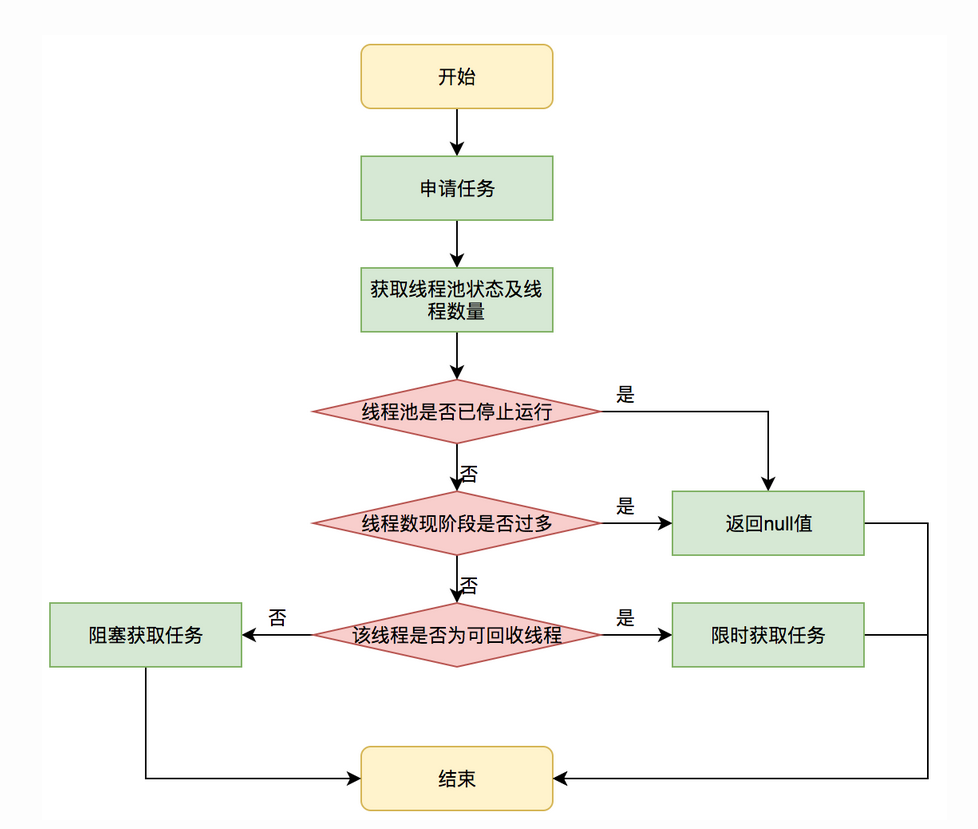 开始
申请任务
获取线程池状态及线
程数量
线程池是否已停止运行
是
否
线程数现阶段是否过多
是
返回null值
否
阻塞获取任务
否
该线程是否为可回收线程
是
限时获取任务
结束